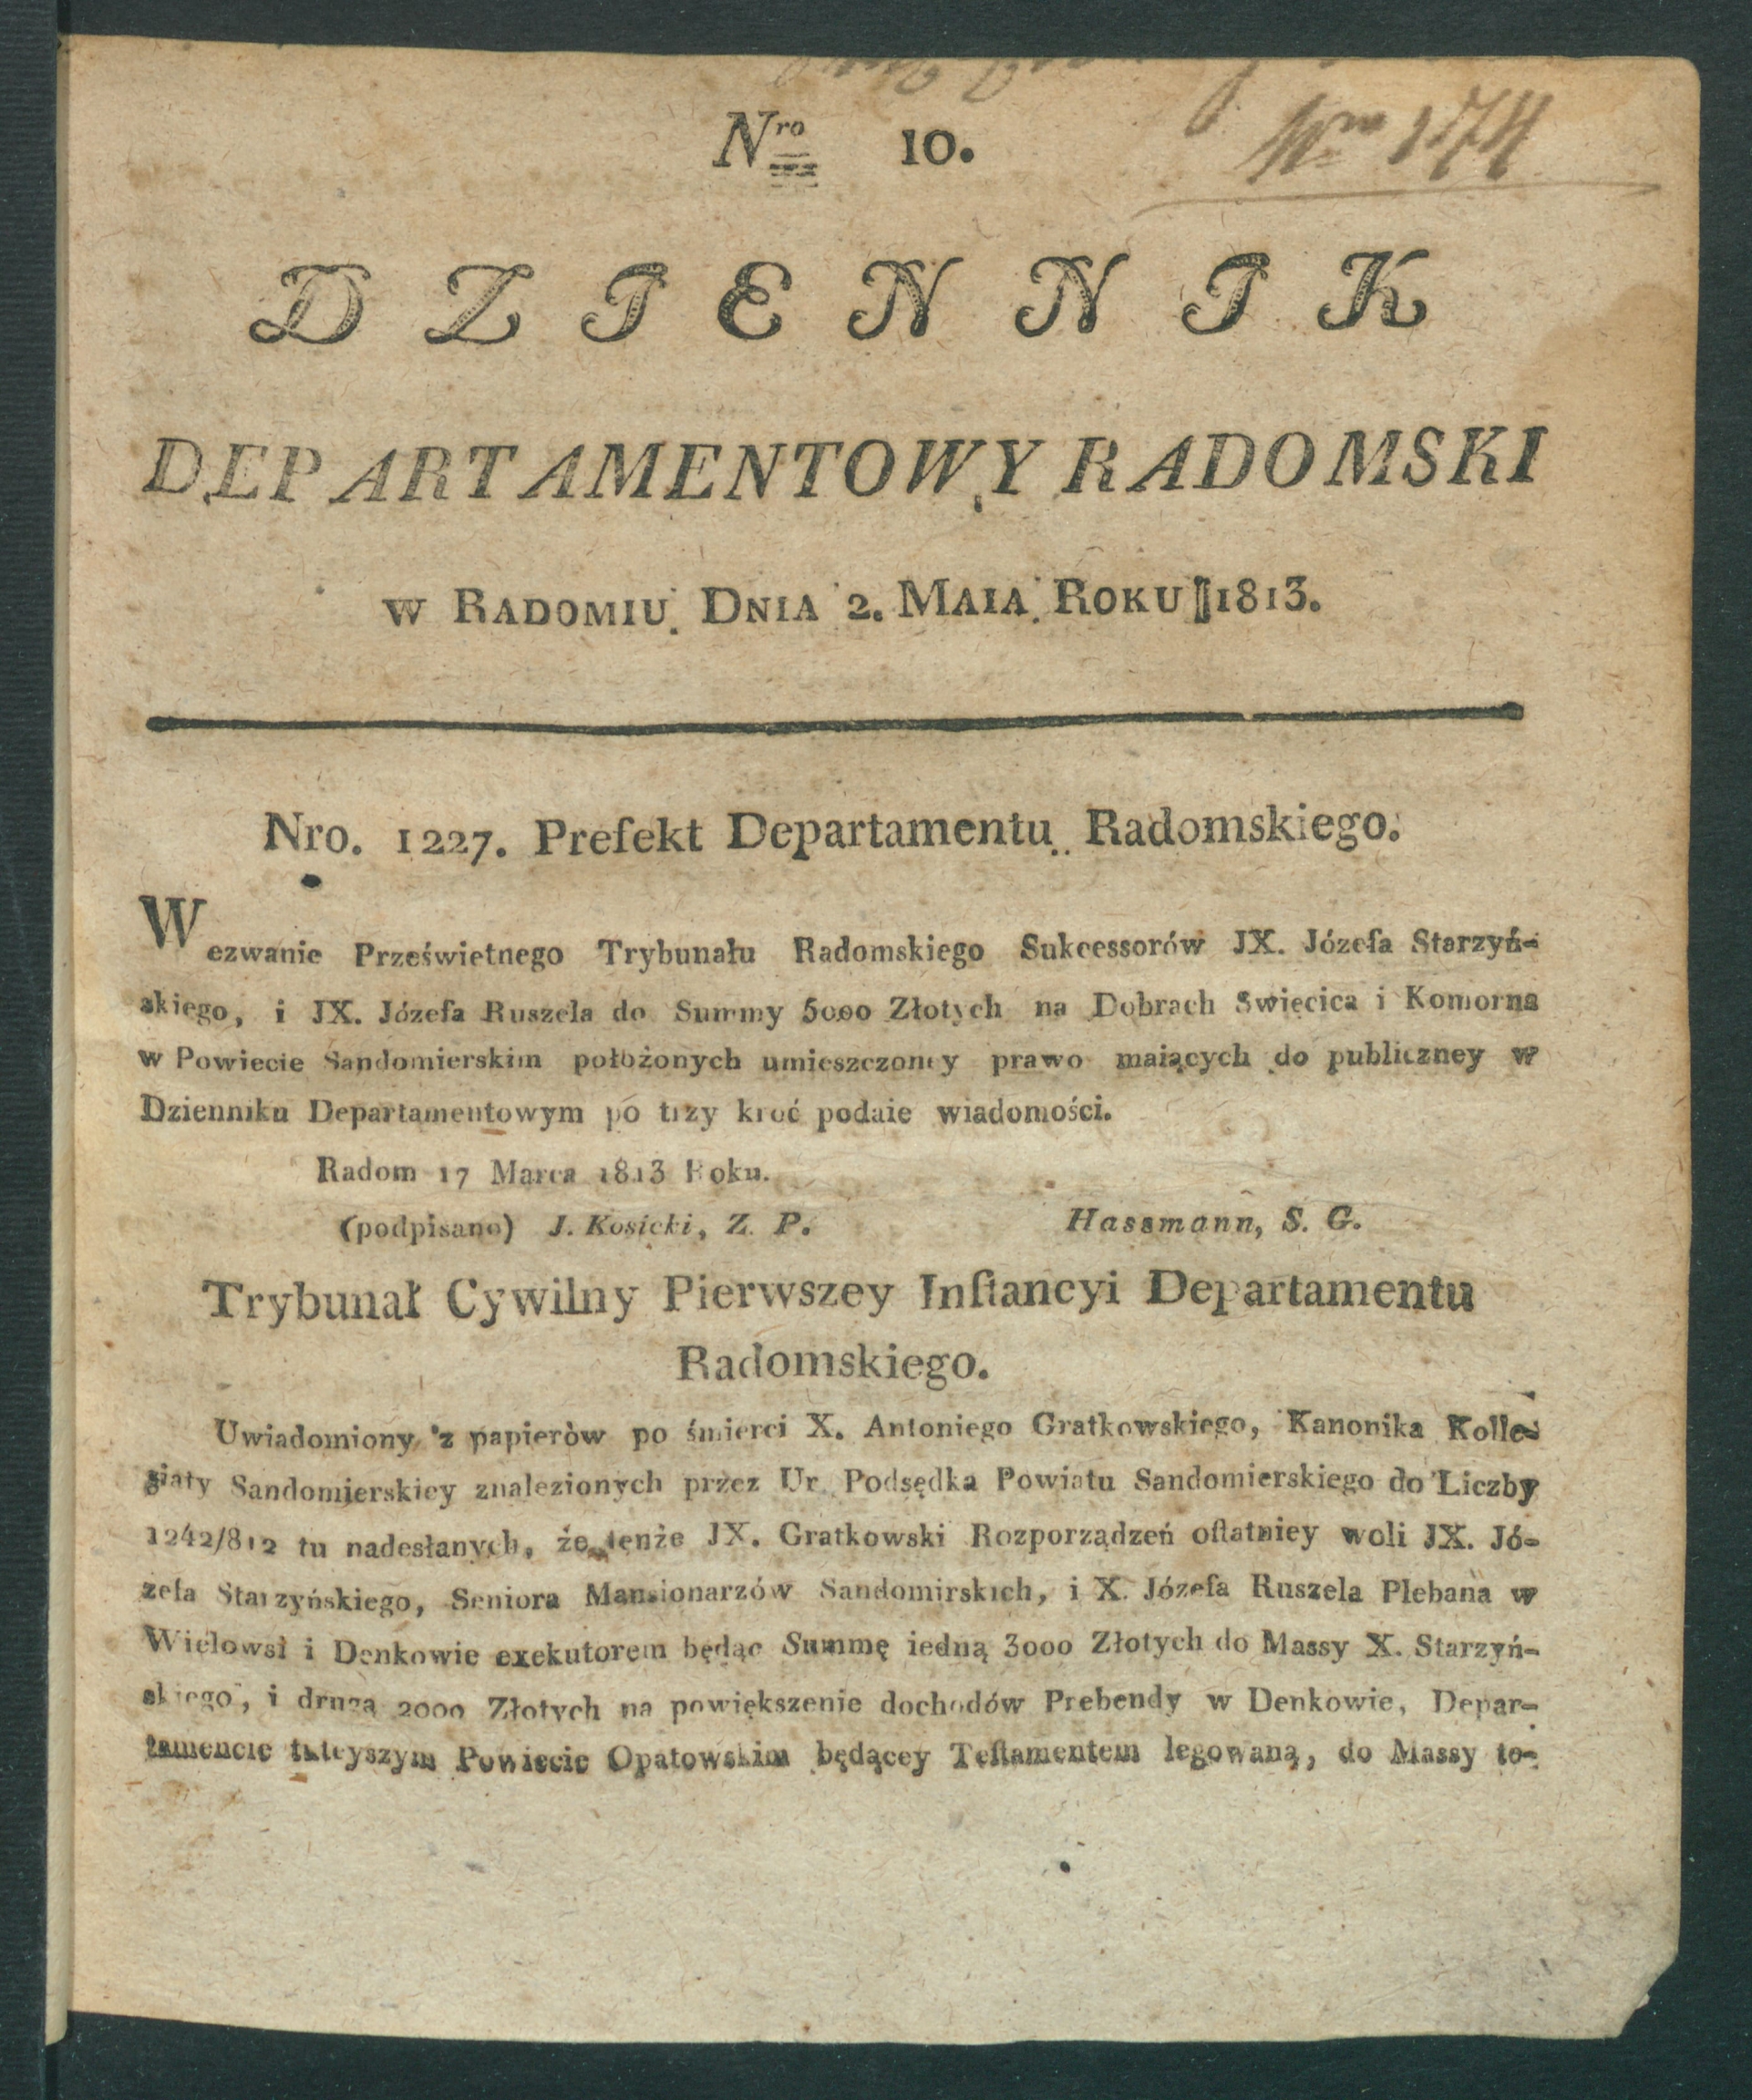 Nro 10.
DZIENNIK
DEPARTAMENTOWY RADOMSKI
w Radomiu Dnia 2. Maia Roku 1813.
Nro. 1227. Prefekt Departamentu Radomskiego.
Wezwanie Prześwietnego Trybunału Radomskiego Sukcessorów JX. Józefa Starzyń-
skiego, i JX. Józefa Ruszela do Summy 5000 Złotych na Dobrach Swięcica i Komorna
w Powiecie Sandomierskim położonych umieszczoney prawo maiących do publiczney w
Dzienniku Departamentowym po trzy kroć podaie wiadomości.
Radom 17 Marca 1813 Roku.
(podpisano) J. Kosicki, Z. P. Hassmann, S. G.
Trybunał Cywilny Pierwszey Inſtancyi Departamentu
Radomskiego.
Uwiadomiony z papierów po śmierci X. Antoniego Gratkowskiego, Kanonika Kolle-
giaty Sandomierskiey znalezionych przez Ur. Podsędka Powiatu Sandomierskiego do Liczby
1242/812 tu nadesłanych, że tenże JX. Gratkowski Rozporządzeń oſtatniey woli JX. Jó-
zefa Starzyńskiego, Seniora Mansionarzów Sandomirskich, i X. Józefa Ruszela Plebana w
Wielowsi i Denkowie exekutorem będąc Summę iedną 3000 Złotych do Massy X. Starzyń-
skiego, i drugą 2000 Złotych na powiększenie dochodów Prebendy w Denkowie, Depar-
tamencie tuteyszym Powiecie Opatowskim będącey Teſtamentem legowaną, do Massy te-